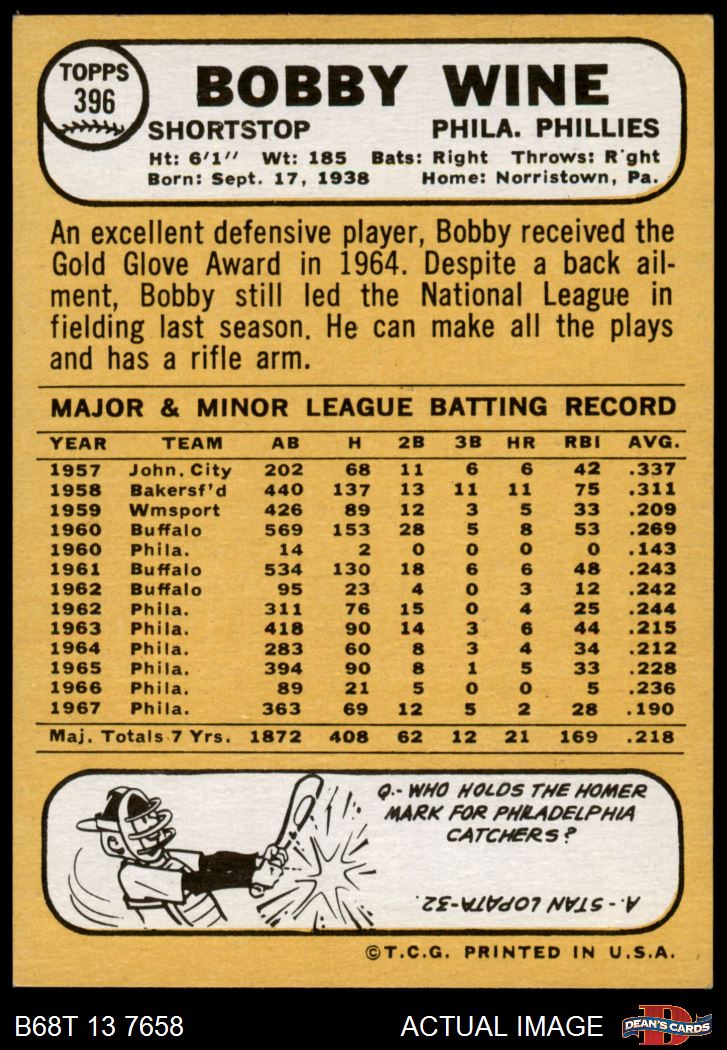 TOPPS
396
BOBBY WINE
SHORTSTOP PHILA. PHILLIES
Ht: 6'1" Wt: 185 Bats: Right Throws: R'ght
Born: Sept. 17, 1938 Home: Norristown, Pa.
An excellent defensive player, Bobby received the
Gold Glove Award in 1964. Despite a back ail-
ment, Bobby still led the National League in
fielding last season. He can make all the plays
and has a rifle arm.
MAJOR & MINOR LEAGUE BATTING RECORD
YEAR TEAM AB H 2B 3B HR RBI AVG.
1957 John. City 202 68 11 6 6 42 .337
1958 Bakersf'd 440 137 13 11 11 75 .311
1959 Wmsport 426 89 12 3 5 33 .209
1960 Buffalo 569 153 28 5 8 53 .269
1960 Phila. 14 2 0 0 0 0 .143
1961 Buffalo 534 130 18 6 6 48 .243
1962 Buffalo 95 23 4 0 3 12 .242
1962 Phila. 311 76 15 0 4 25 .244
1963 Phila. 418 90 14 3 6 44 .215
1964 Phila. 283 60 8 3 4 34 .212
1965 Phila. 394 90 8 1 5 33 .228
1966 Phila. 89 21 5 0 0 5 .236
1967 Phila. 363 69 12 5 2 28 .190
Maj. Totals 7 Yrs. 1872 408 62 12 21 169 .218
Q.- WHO HOLDS THE HOMER
MARK FOR PHILADELPHIA
CATCHERS?
A.- STAN LOPATA-32.
©T.C.G. PRINTED IN U.S.A.
B68T 13 7658 ACTUAL IMAGE D DEAN'S CARDS